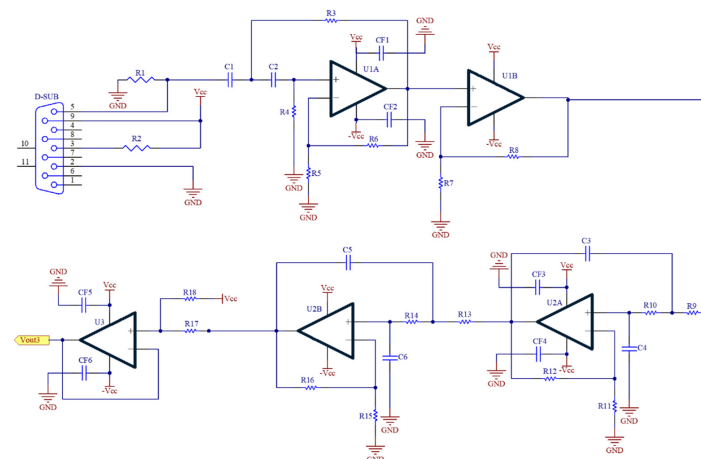 GND
R3
Vcc
CF1
C1
C2
U1A
Vcc
U1B
R1
GND
D-SUB
Vcc
5
9
4
8
3
7
2
6
1
10
11
R2
R4
CF2
-Vcc
GND
-Vcc
R6
R8
R5
R7
GND
GND
GND
GND
C5
GND
C3
GND
Vcc
CF5
R18
Vcc
Vcc
CF3
Vcc
U3
R17
U2B
R14
R13
U2A
R10
R9
Vout3
CF6
-Vcc
GND
R16
-Vcc
C6
CF4
-Vcc
GND
R12
C4
R15
GND
R11
GND
GND
GND